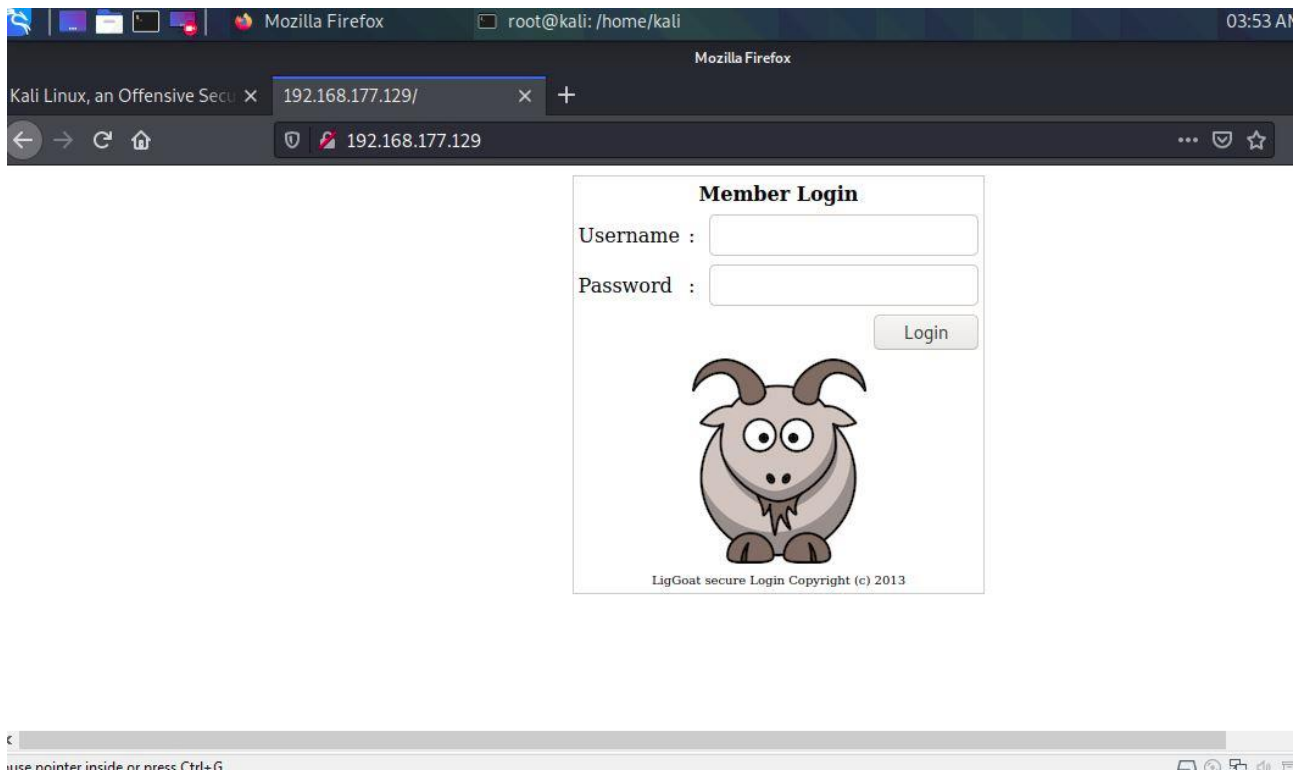 Mozilla Firefox
root@kali: /home/kali
03:53 AM
Mozilla Firefox
Kali Linux, an Offensive Secu
192.168.177.129/
192.168.177.129
Member Login
Username :
Password :
Login
LigGoat secure Login Copyright (c) 2013
use pointer inside or press Ctrl+G